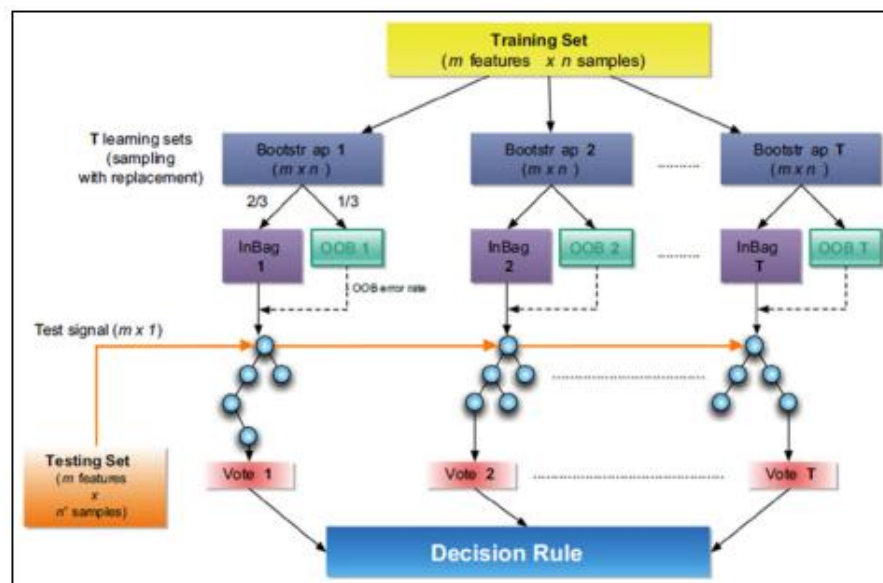 Training Set
(m features x n samples)
T learning sets
(sampling
with replacement)
Bootstr ap 1
(m x n )
Bootstr ap 2
(m x n )
Bootstr ap T
(m x n )
2/3
1/3
InBag
1
OOB 1
InBag
2
OOB 2
InBag
T
OOB T
OOB error rate
Test signal (m x 1)
Testing Set
(m features
x
n' samples)
Vote 1
Vote 2
Vote T
Decision Rule